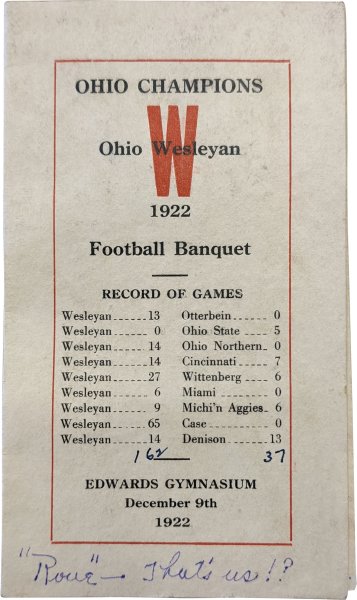 OHIO CHAMPIONS
W
Ohio Wesleyan
1922
Football Banquet
RECORD OF GAMES
Wesleyan 13 Otterbein 0
Wesleyan 0 Ohio State 5
Wesleyan 14 Ohio Northern 0
Wesleyan 14 Cincinnati 7
Wesleyan 27 Wittenberg 6
Wesleyan 6 Miami 0
Wesleyan 9 Michi'n Aggies 6
Wesleyan 65 Case 0
Wesleyan 14 Denison 13
162 37
EDWARDS GYMNASIUM
December 9th
1922
— That's us!?